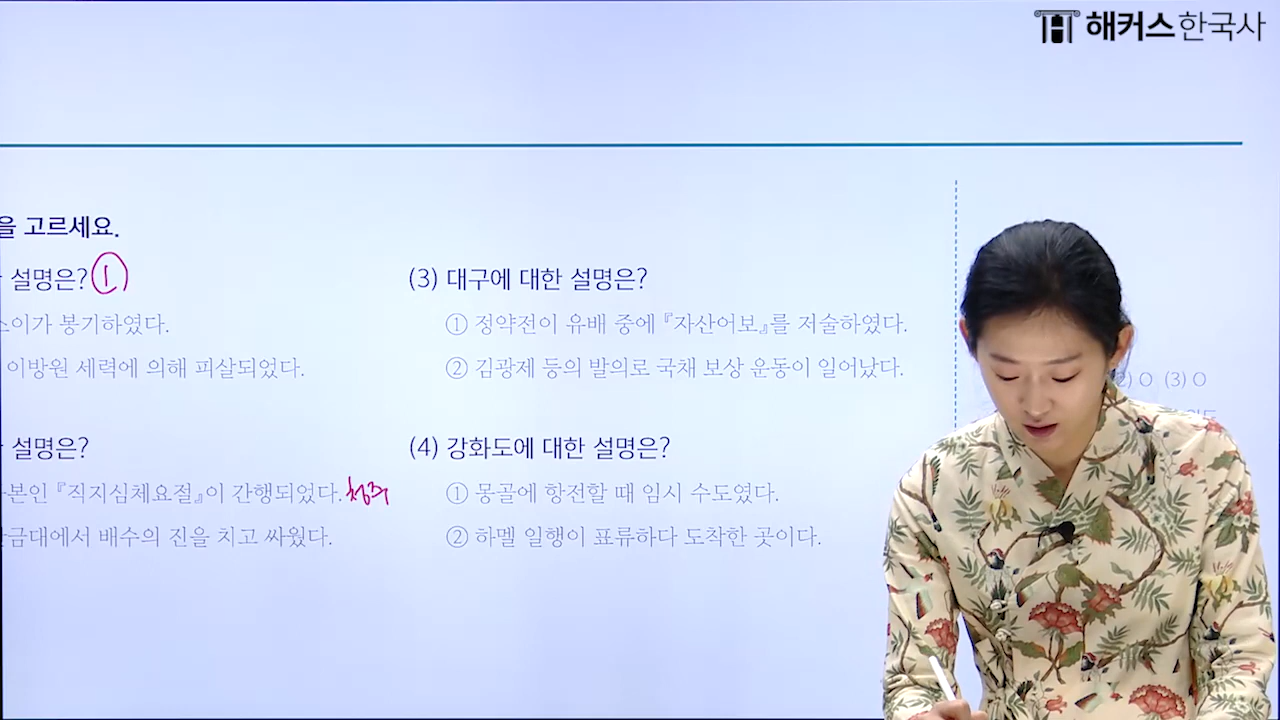 해커스한국사
을 고르세요.
설명은? ①
이가 봉기하였다.
이방원 세력에 의해 피살되었다.
설명은?
본인 『직지심체요절』이 간행되었다. 청주
금대에서 배수의 진을 치고 싸웠다.
(3) 대구에 대한 설명은?
① 정약전이 유배 중에 『자산어보』를 저술하였다.
② 김광제 등의 발의로 국채 보상 운동이 일어났다.
(4) 강화도에 대한 설명은?
① 몽골에 항전할 때 임시 수도였다.
② 하멜 일행이 표류하다 도착한 곳이다.
2) O (3) O